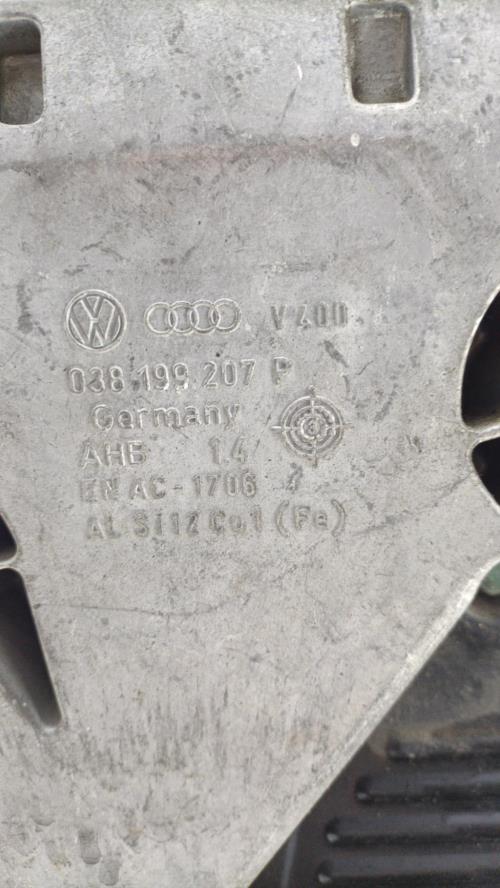 V 400
038 199 207 P
Germany
AHB 1.4
EN AC-1706
AL SI12 Cu1 (Fe)